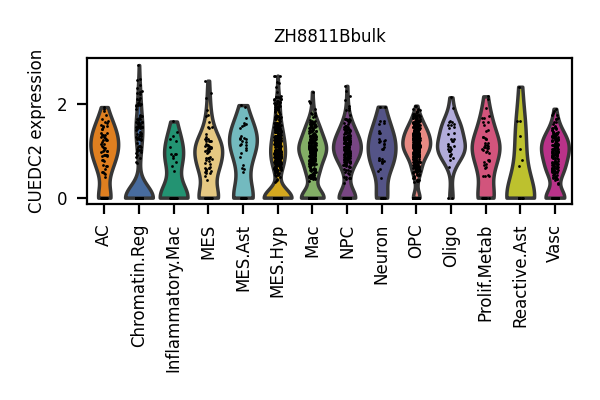 ZH8811Bbulk
CUEDC2 expression
2
0
AC
Chromatin.Reg
Inflammatory.Mac
MES
MES.Ast
MES.Hyp
Mac
NPC
Neuron
OPC
Oligo
Prolif.Metab
Reactive.Ast
Vasc